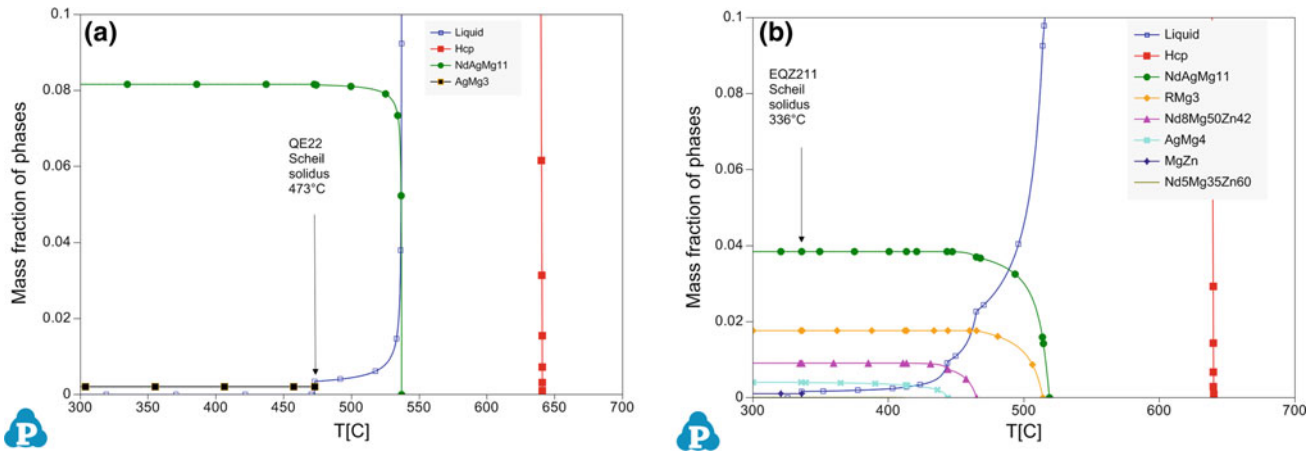 (a)
Mass fraction of phases
0.1
0.08
0.06
0.04
0.02
0
300
400
450
500
550
600
650
700
T[C]
Liquid
Hcp
NdAgMg11
AgMg3
QE22
Scheil
solidus
473°C
P
(b)
Mass fraction of phases
0.1
0.08
0.06
0.04
0.02
0
300
400
500
600
700
T[C]
EQZ211
Scheil
solidus
336°C
Liquid
Hcp
NdAgMg11
RMg3
Nd8Mg50Zn42
AgMg4
MgZn
Nd5Mg35Zn60
P